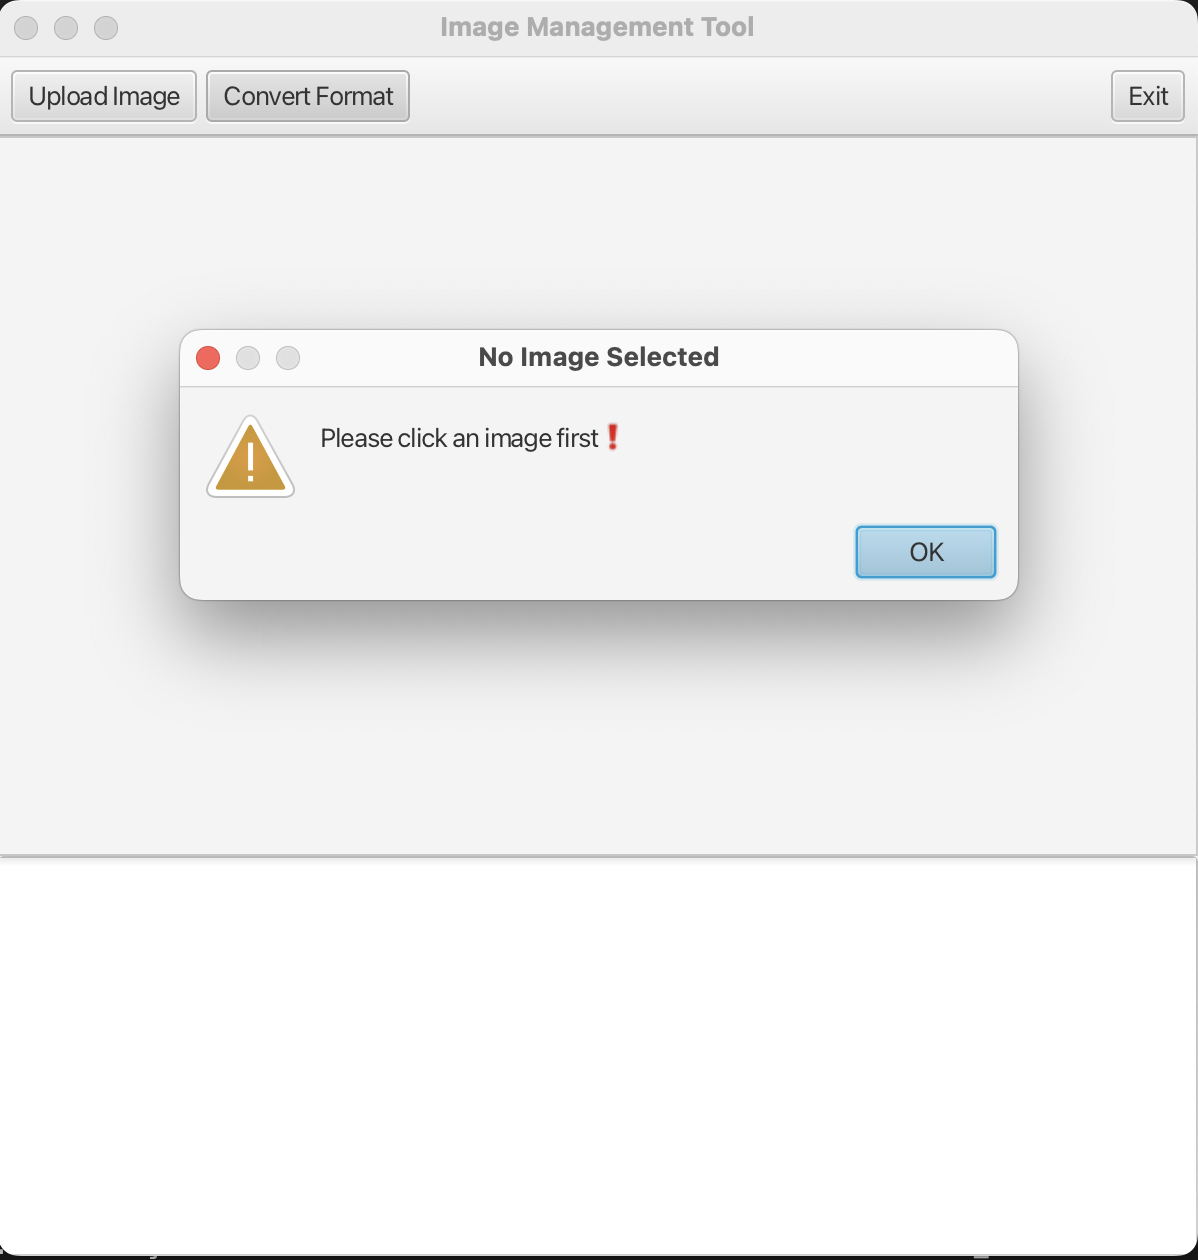 Image Management Tool
Upload Image
Convert Format
Exit
No Image Selected
Please click an image first❗
OK